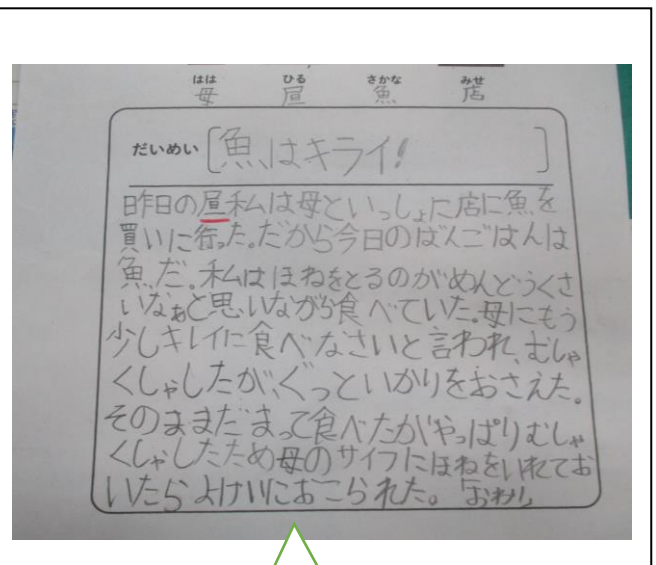 はは ひる さかな みせ
母 昼 魚 店
だいめい［魚はキライ！］
昨日の昼私は母といっしょに店に魚を
買いに行った。だから今日のばんごはんは
魚だ。私はほねをとるのがめんどうくさ
いなぁと思いながら食べていた。母にもう
少しキレイに食べなさいと言われ、むしゃ
くしゃしたが、ぐっといかりをおさえた。
そのままだまって食べたがやっぱりむしゃ
くしゃしたため母のサイフにほねをいれてお
いたらよけいにおこられた。「おわり」